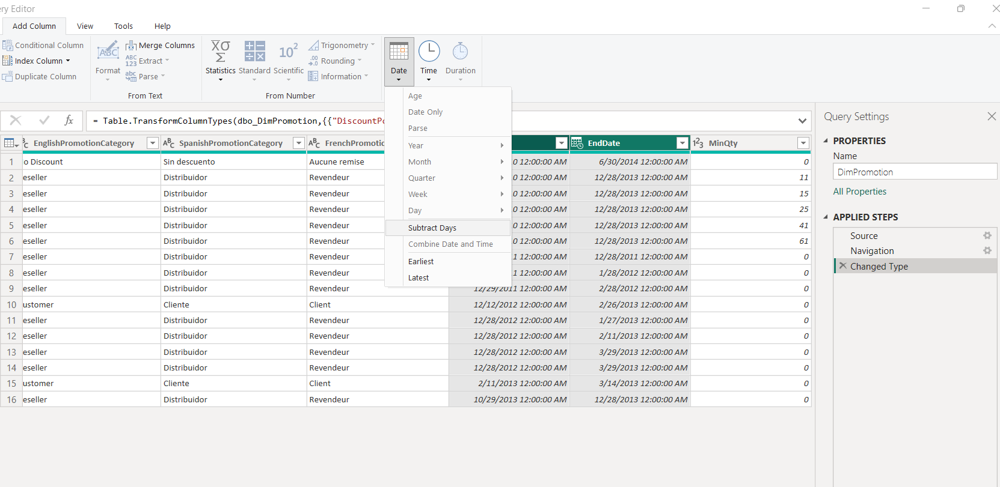 ry Editor
Add Column View Tools Help
Conditional Column
Index Column
Duplicate Column
ABC
Format
Merge Columns
ABC
123
Extract
abc
Parse
From Text
Xσ
Σ
Statistics
Standard
10²
Scientific
Trigonometry
.00
→.0
Rounding
Information
From Number
Date
Time
Duration
Age
Date Only
Parse
Year
Month
Quarter
Week
Day
Subtract Days
Combine Date and Time
Earliest
Latest
fx
= Table.TransformColumnTypes(dbo_DimPromotion,{{"DiscountPc
EnglishPromotionCategory ABC SpanishPromotionCategory ABC FrenchPromotic EndDate 123 MinQty
1 o Discount Sin descuento Aucune remise 0 12:00:00 AM 6/30/2014 12:00:00 AM 0
2 eseller Distribuidor Revendeur 0 12:00:00 AM 12/28/2013 12:00:00 AM 11
3 eseller Distribuidor Revendeur 0 12:00:00 AM 12/28/2013 12:00:00 AM 15
4 eseller Distribuidor Revendeur 0 12:00:00 AM 12/28/2013 12:00:00 AM 25
5 eseller Distribuidor Revendeur 0 12:00:00 AM 12/28/2013 12:00:00 AM 41
6 eseller Distribuidor Revendeur 0 12:00:00 AM 12/28/2013 12:00:00 AM 61
7 eseller Distribuidor Revendeur 1 12:00:00 AM 12/28/2011 12:00:00 AM 0
8 eseller Distribuidor Revendeur 1 12:00:00 AM 1/28/2012 12:00:00 AM 0
9 eseller Distribuidor Revendeur 12/29/2011 12:00:00 AM 2/28/2012 12:00:00 AM 0
10 ustomer Cliente Client 12/12/2012 12:00:00 AM 2/26/2013 12:00:00 AM 0
11 eseller Distribuidor Revendeur 12/28/2012 12:00:00 AM 1/27/2013 12:00:00 AM 0
12 eseller Distribuidor Revendeur 12/28/2012 12:00:00 AM 2/11/2013 12:00:00 AM 0
13 eseller Distribuidor Revendeur 12/28/2012 12:00:00 AM 3/29/2013 12:00:00 AM 0
14 eseller Distribuidor Revendeur 12/28/2012 12:00:00 AM 3/29/2013 12:00:00 AM 0
15 ustomer Cliente Client 2/11/2013 12:00:00 AM 3/14/2013 12:00:00 AM 0
16 eseller Distribuidor Revendeur 10/29/2013 12:00:00 AM 12/28/2013 12:00:00 AM 0
Query Settings
PROPERTIES
Name
DimPromotion
All Properties
APPLIED STEPS
Source
Navigation
Changed Type